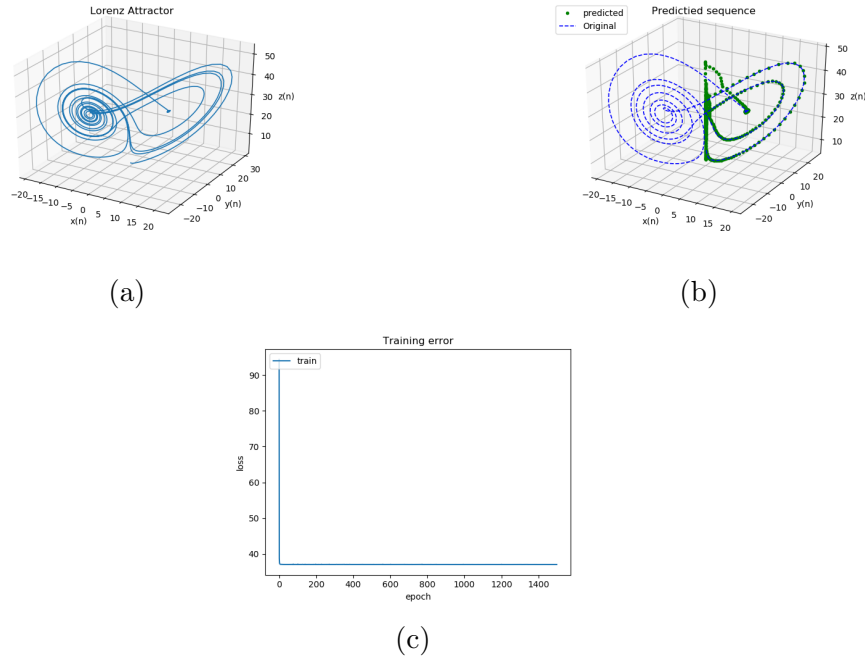 Lorenz Attractor
50
40
30
20
10
z(n)
−20 −15 −10 −5 0 5 10 15 20
x(n)
−20 −10 0 10 20 30
y(n)
(a)
predicted
Original
Predictied sequence
50
40
30
20
10
z(n)
−20 −15 −10 −5 0 5 10 15 20
x(n)
−20 −10 0 10 20
y(n)
(b)
Training error
train
90
80
70
60
50
40
loss
0 200 400 600 800 1000 1200 1400
epoch
(c)